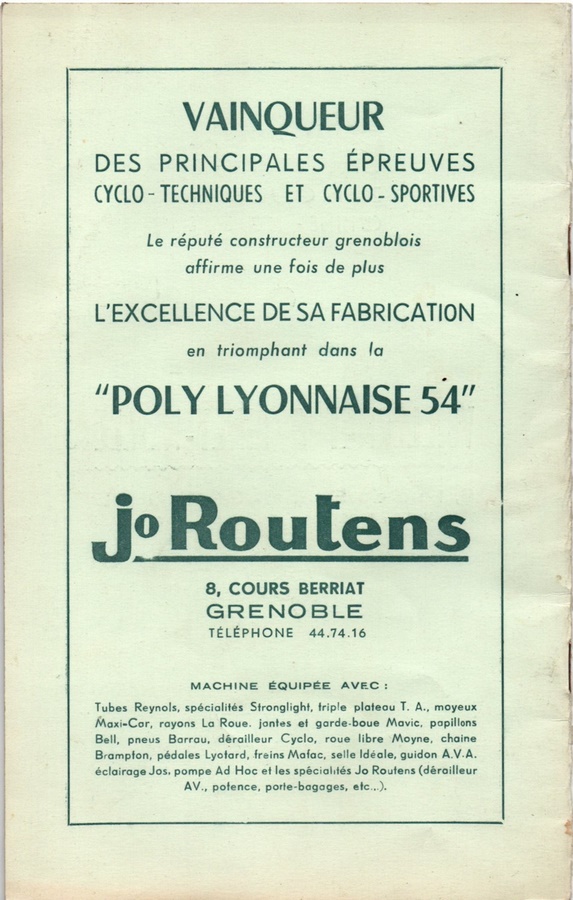 VAINQUEUR
DES PRINCIPALES ÉPREUVES
CYCLO-TECHNIQUES ET CYCLO-SPORTIVES
Le réputé constructeur grenoblois
affirme une fois de plus
L'EXCELLENCE DE SA FABRICATION
en triomphant dans la
"POLY LYONNAISE 54"
Jo Routens
8, COURS BERRIAT
GRENOBLE
TÉLÉPHONE 44.74.16
MACHINE ÉQUIPÉE AVEC :
Tubes Reynols, spécialités Stronglight, triple plateau T. A., moyeux
Maxi-Car, rayons La Roue. jantes et garde-boue Mavic, papillons
Bell, pneus Barrau, dérailleur Cyclo, roue libre Moyne, chaine
Brampton, pédales Lyotard, freins Mafac, selle Idéale, guidon A.V.A.
éclairage Jos, pompe Ad Hoc et les spécialités Jo Routens (dérailleur
AV., potence, porte-bagages, etc...).